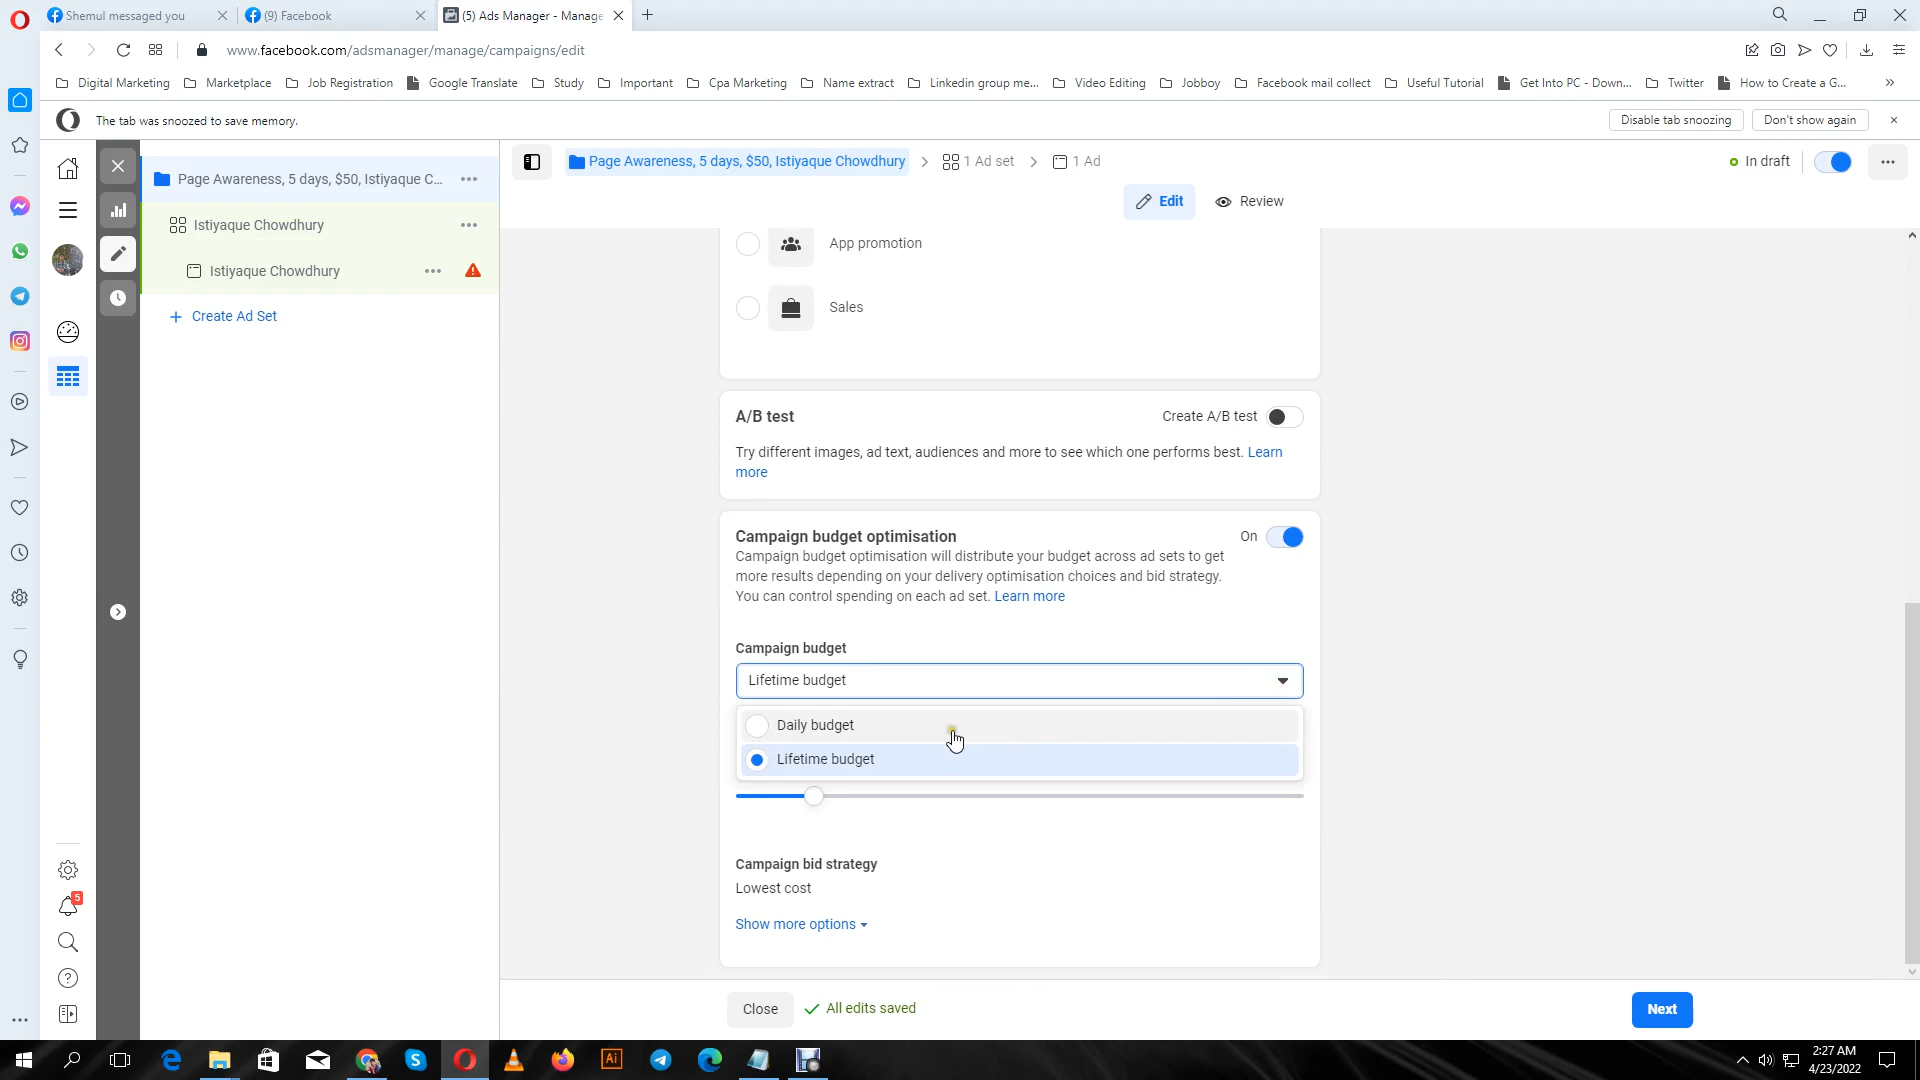 Shemul messaged you
(9) Facebook
(5) Ads Manager - Manage
www.facebook.com/adsmanager/manage/campaigns/edit
Digital Marketing
Marketplace
Job Registration
Google Translate
Study
Important
Cpa Marketing
Name extract
Linkedin group me...
Video Editing
Jobboy
Facebook mail collect
Useful Tutorial
Get Into PC - Down...
Twitter
How to Create a G...
The tab was snoozed to save memory.
Disable tab snoozing
Don't show again
Page Awareness, 5 days, $50, Istiyaque C...
Istiyaque Chowdhury
Istiyaque Chowdhury
+ Create Ad Set
Page Awareness, 5 days, $50, Istiyaque Chowdhury
1 Ad set
1 Ad
In draft
Edit
Review
App promotion
Sales
A/B test
Create A/B test
Try different images, ad text, audiences and more to see which one performs best. Learn
more
Campaign budget optimisation
On
Campaign budget optimisation will distribute your budget across ad sets to get
more results depending on your delivery optimisation choices and bid strategy.
You can control spending on each ad set. Learn more
Campaign budget
Lifetime budget
Daily budget
Lifetime budget
Campaign bid strategy
Lowest cost
Show more options
5
Close
All edits saved
Next
Ai
2:27 AM
4/23/2022